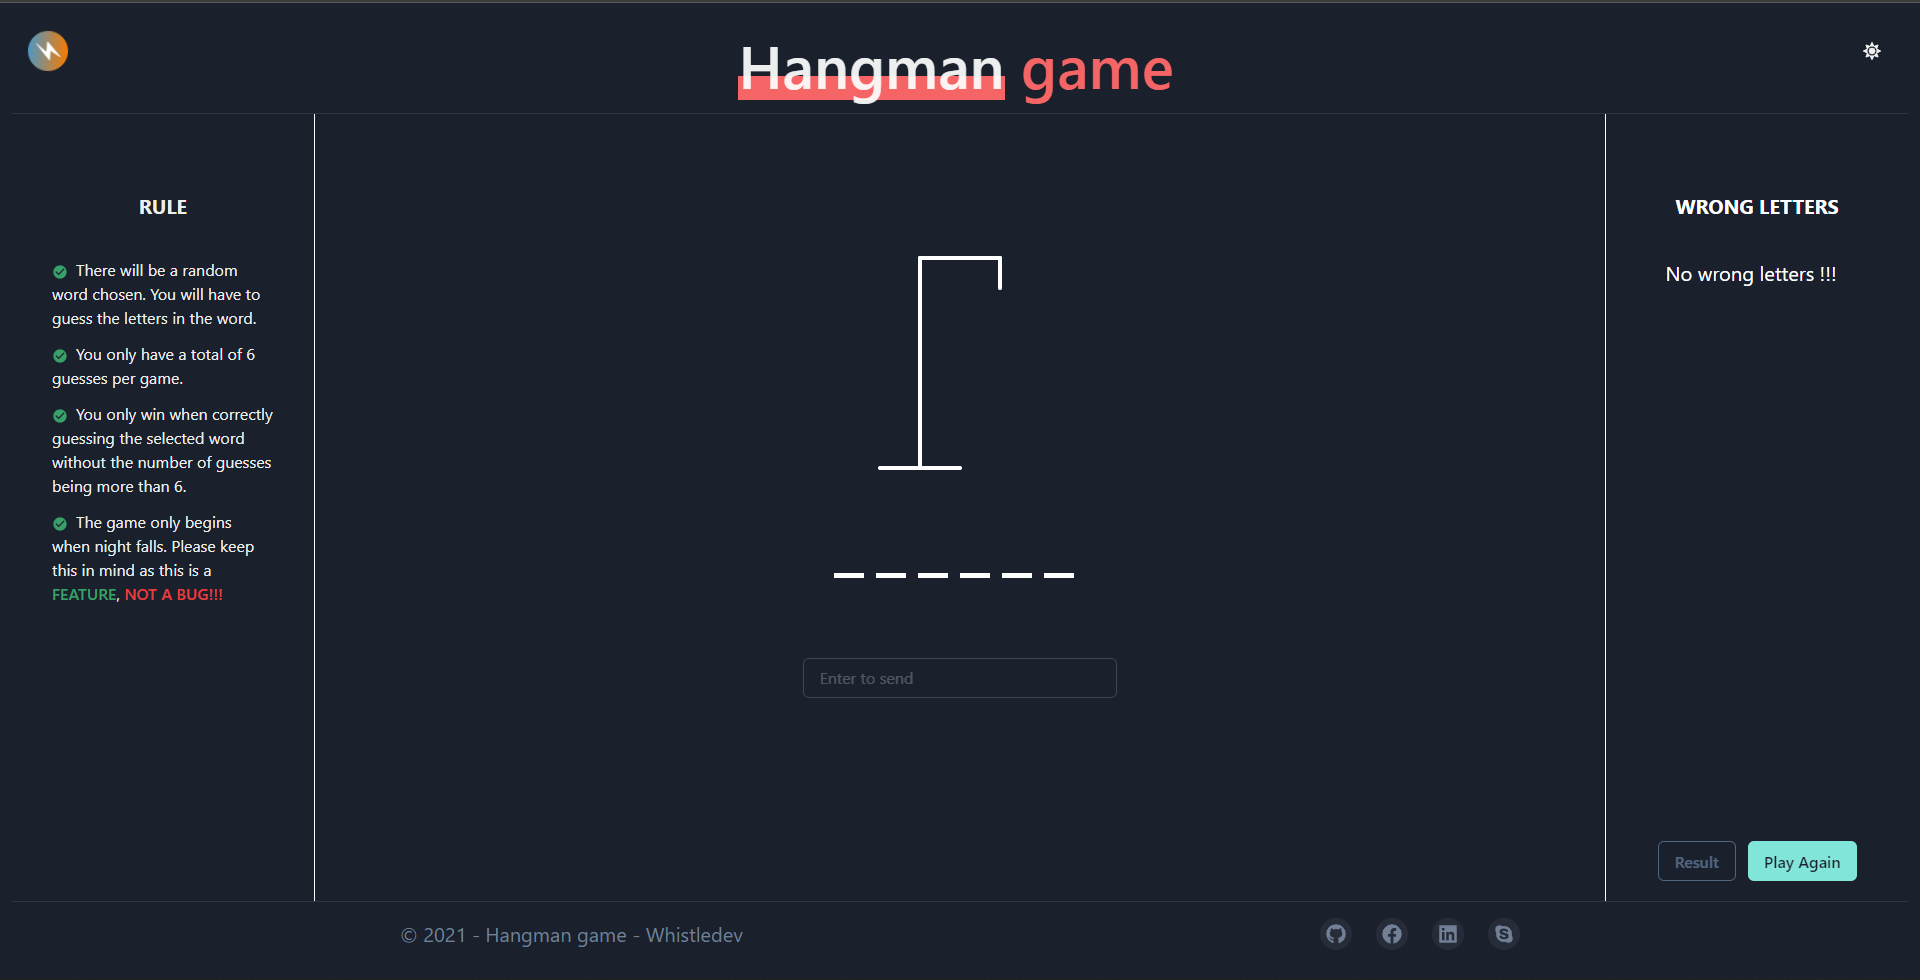 Hangman game
RULE
There will be a random
word chosen. You will have to
guess the letters in the word.
You only have a total of 6
guesses per game.
You only win when correctly
guessing the selected word
without the number of guesses
being more than 6.
The game only begins
when night falls. Please keep
this in mind as this is a
FEATURE, NOT A BUG!!!
Enter to send
WRONG LETTERS
No wrong letters !!!
Result
Play Again
© 2021 - Hangman game - Whistledev